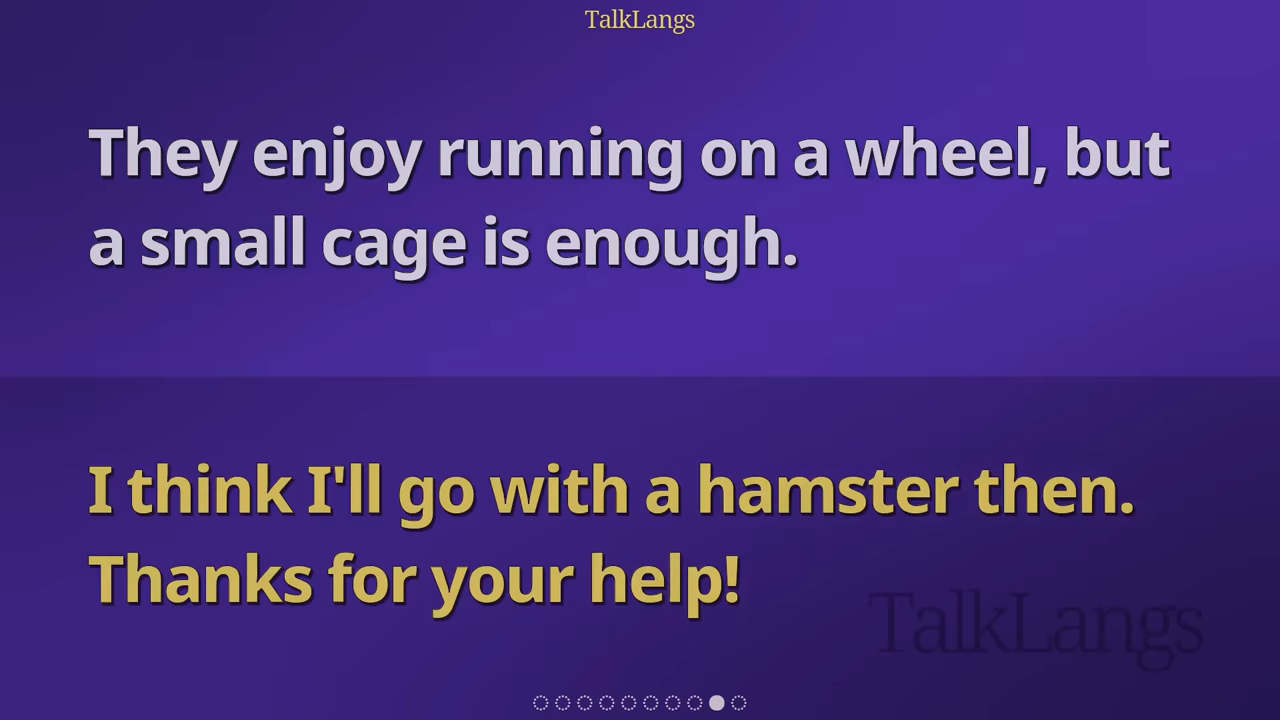 TalkLangs
They enjoy running on a wheel, but
a small cage is enough.
I think I'll go with a hamster then.
Thanks for your help!
TalkLangs